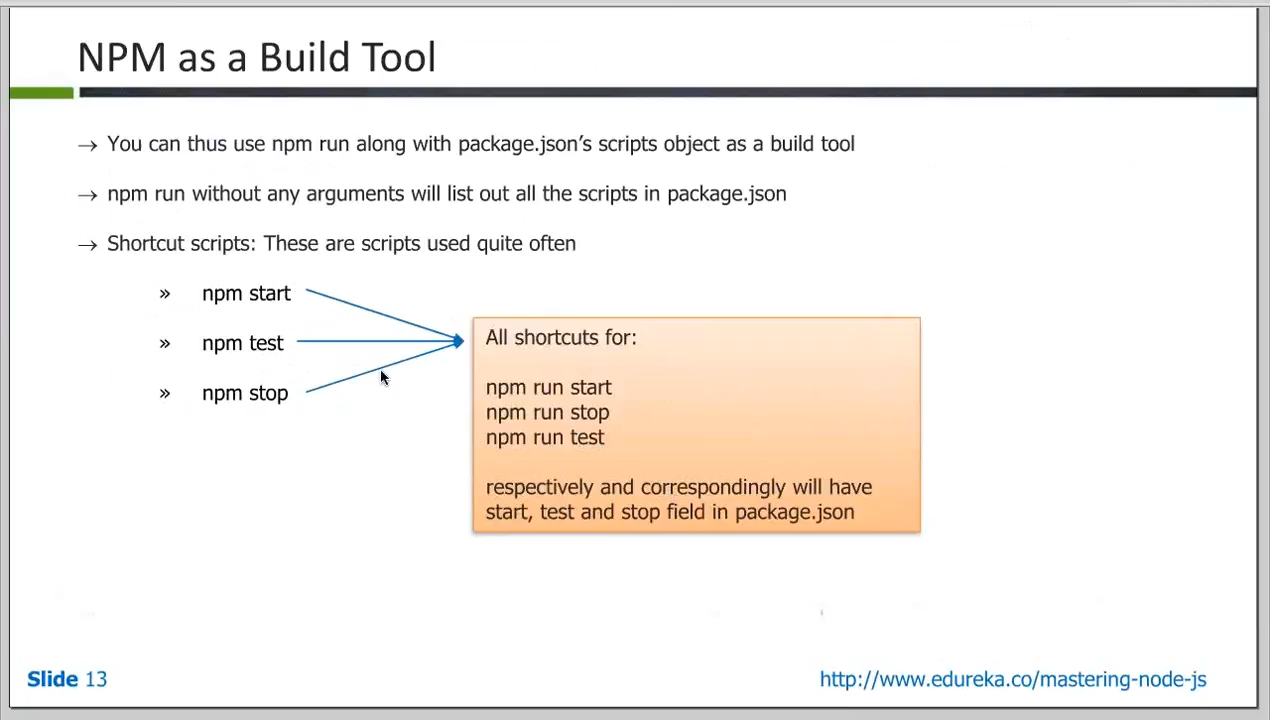 NPM as a Build Tool
→ You can thus use npm run along with package.json’s scripts object as a build tool
→ npm run without any arguments will list out all the scripts in package.json
→ Shortcut scripts: These are scripts used quite often
» npm start
» npm test
» npm stop
All shortcuts for:
npm run start
npm run stop
npm run test
respectively and correspondingly will have
start, test and stop field in package.json
Slide 13
http://www.edureka.co/mastering-node-js